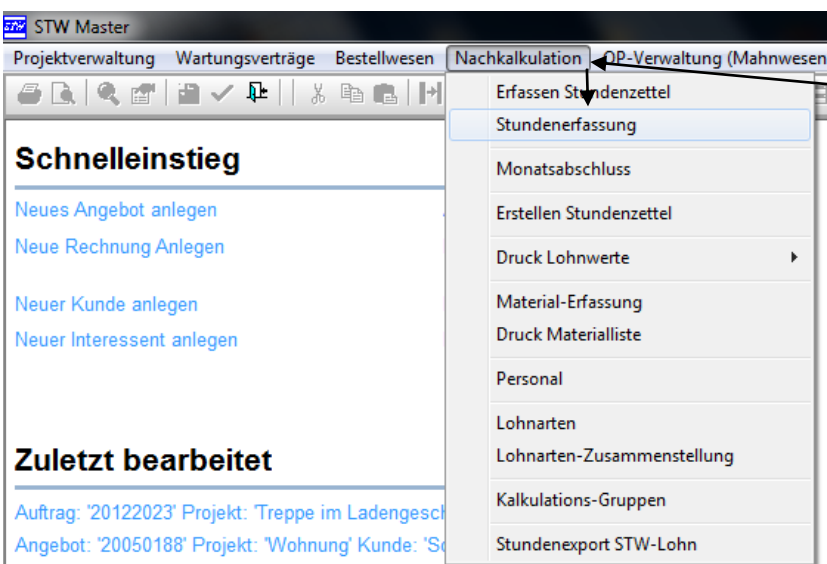 STW STW Master
Projektverwaltung Wartungsverträge Bestellwesen Nachkalkulation OP-Verwaltung (Mahnwesen
Erfassen Stundenzettel
Stundenerfassung
Monatsabschluss
Erstellen Stundenzettel
Druck Lohnwerte
Material-Erfassung
Druck Materialliste
Personal
Lohnarten
Lohnarten-Zusammenstellung
Kalkulations-Gruppen
Stundenexport STW-Lohn
Schnelleinstieg
Neues Angebot anlegen
Neue Rechnung Anlegen
Neuer Kunde anlegen
Neuer Interessent anlegen
Zuletzt bearbeitet
Auftrag: '20122023' Projekt: 'Treppe im Ladengesch
Angebot: '20050188' Projekt: 'Wohnung' Kunde: 'Sc